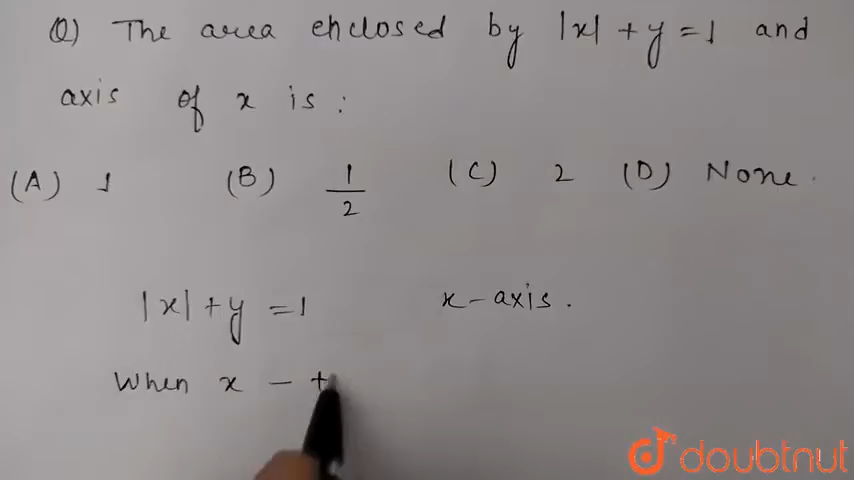 Q) The area enclosed by |x| + y = 1 and
axis of x is :
(A) 1 (B) 1/2 (C) 2 (D) None.
|x| + y = 1 x-axis.
When x - +
doubtnut